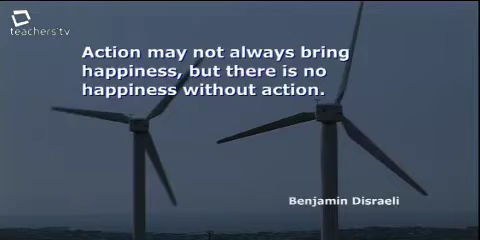 teachers.tv
Action may not always bring
happiness, but there is no
happiness without action.
Benjamin Disraeli